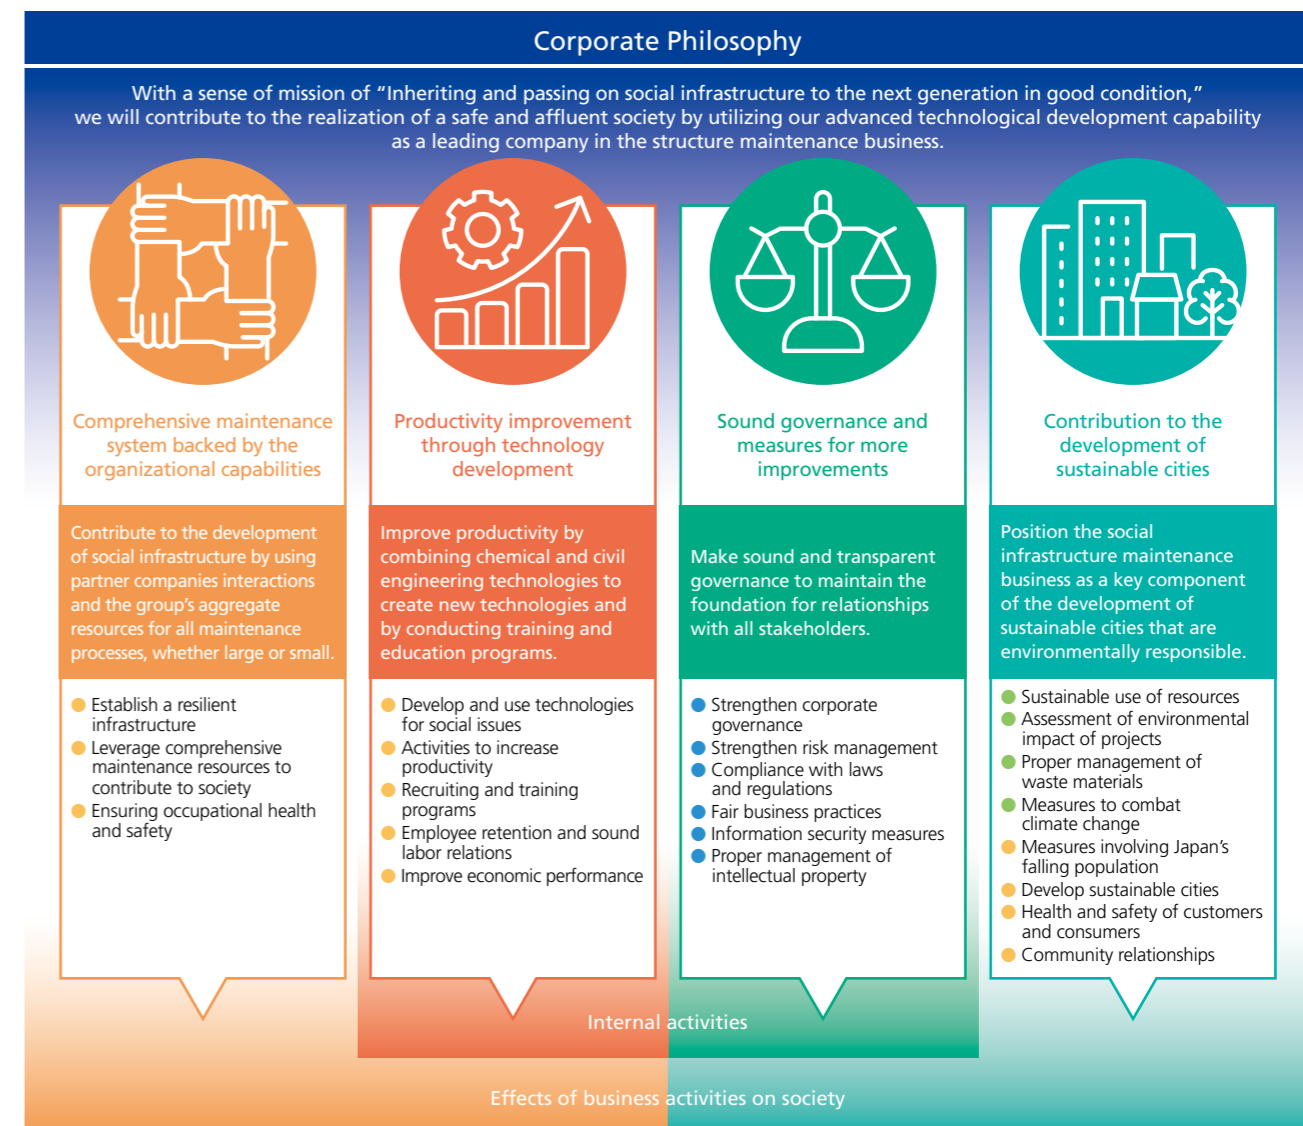 Corporate Philosophy
With a sense of mission of “Inheriting and passing on social infrastructure to the next generation in good condition,”
we will contribute to the realization of a safe and affluent society by utilizing our advanced technological development capability
as a leading company in the structure maintenance business.
Comprehensive maintenance
system backed by the
organizational capabilities
Contribute to the development
of social infrastructure by using
partner companies interactions
and the group’s aggregate
resources for all maintenance
processes, whether large or small.
Establish a resilient
infrastructure
Leverage comprehensive
maintenance resources to
contribute to society
Ensuring occupational health
and safety
Productivity improvement
through technology
development
Improve productivity by
combining chemical and civil
engineering technologies to
create new technologies and
by conducting training and
education programs.
Develop and use technologies
for social issues
Activities to increase
productivity
Recruiting and training
programs
Employee retention and sound
labor relations
Improve economic performance
Sound governance and
measures for more
improvements
Make sound and transparent
governance to maintain the
foundation for relationships
with all stakeholders.
Strengthen corporate
governance
Strengthen risk management
Compliance with laws
and regulations
Fair business practices
Information security measures
Proper management of
intellectual property
Contribution to the
development of
sustainable cities
Position the social
infrastructure maintenance
business as a key component
of the development of
sustainable cities that are
environmentally responsible.
Sustainable use of resources
Assessment of environmental
impact of projects
Proper management of
waste materials
Measures to combat
climate change
Measures involving Japan’s
falling population
Develop sustainable cities
Health and safety of customers
and consumers
Community relationships
Internal activities
Effects of business activities on society